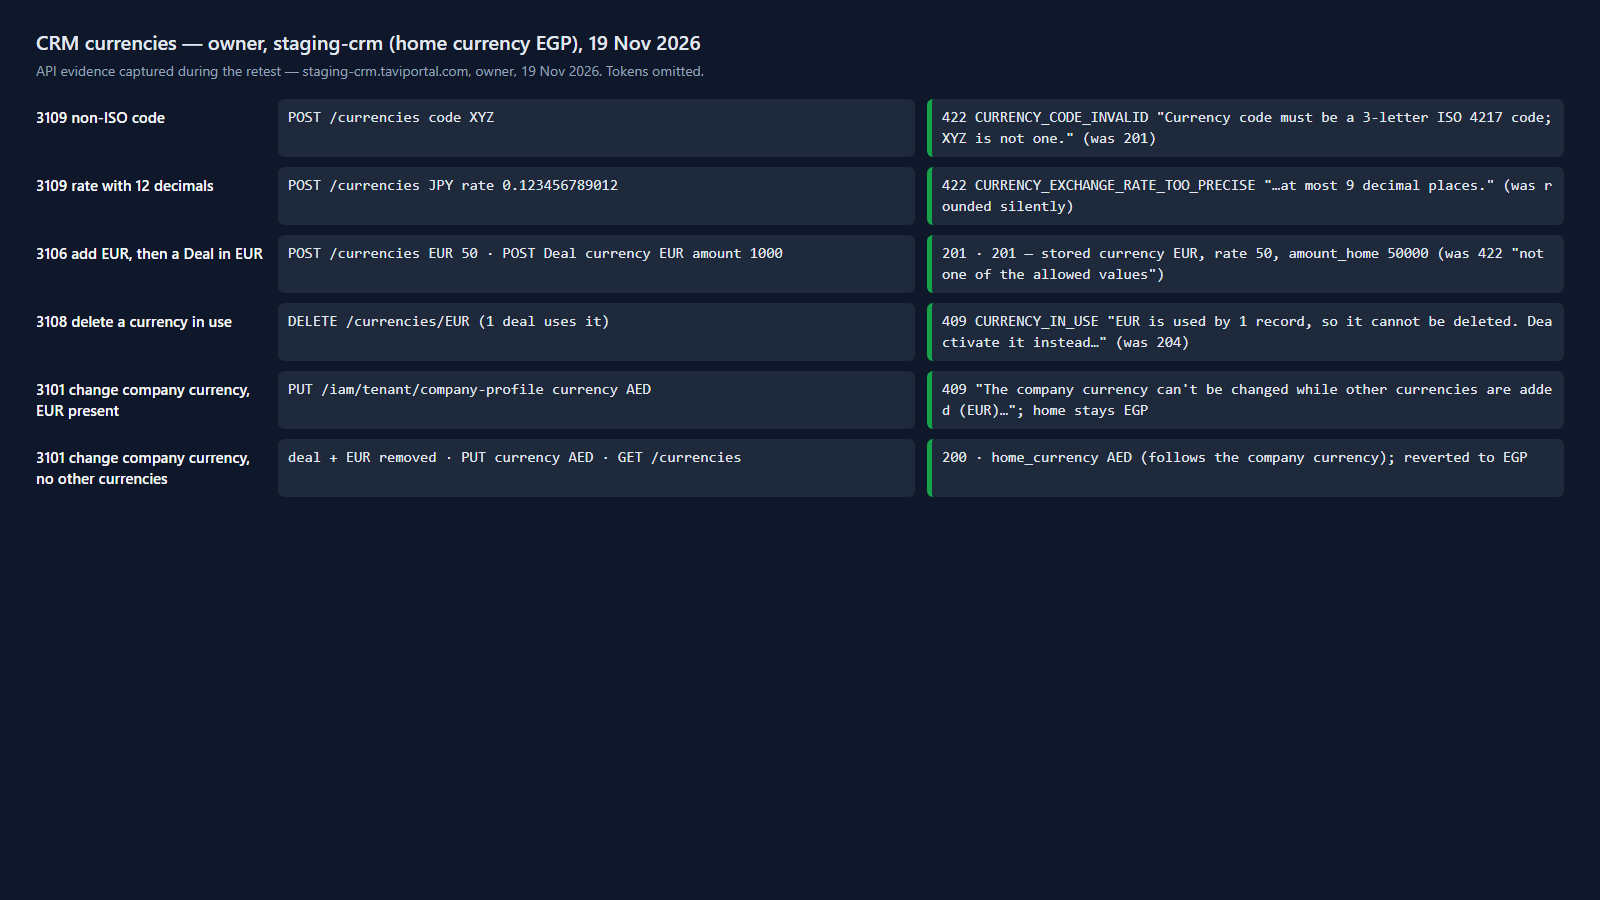 CRM currencies — owner, staging-crm (home currency EGP), 19 Nov 2026
API evidence captured during the retest — staging-crm.taviportal.com, owner, 19 Nov 2026. Tokens omitted.
3109 non-ISO code
POST /currencies code XYZ
422 CURRENCY_CODE_INVALID "Currency code must be a 3-letter ISO 4217 code;
XYZ is not one." (was 201)
3109 rate with 12 decimals
POST /currencies JPY rate 0.123456789012
422 CURRENCY_EXCHANGE_RATE_TOO_PRECISE "…at most 9 decimal places." (was r
ounded silently)
3106 add EUR, then a Deal in EUR
POST /currencies EUR 50 · POST Deal currency EUR amount 1000
201 · 201 — stored currency EUR, rate 50, amount_home 50000 (was 422 "not
one of the allowed values")
3108 delete a currency in use
DELETE /currencies/EUR (1 deal uses it)
409 CURRENCY_IN_USE "EUR is used by 1 record, so it cannot be deleted. Dea
ctivate it instead…" (was 204)
3101 change company currency,
EUR present
PUT /iam/tenant/company-profile currency AED
409 "The company currency can't be changed while other currencies are adde
d (EUR)…"; home stays EGP
3101 change company currency,
no other currencies
deal + EUR removed · PUT currency AED · GET /currencies
200 · home_currency AED (follows the company currency); reverted to EGP